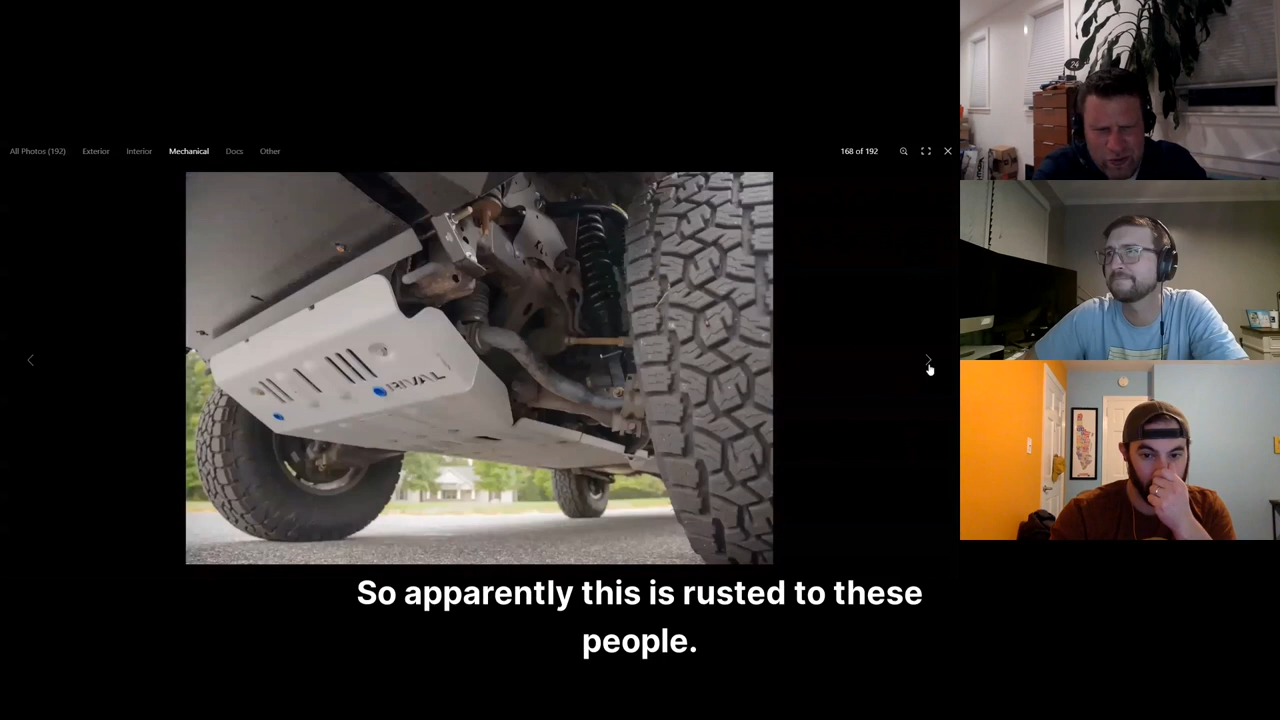 All Photos (192) Exterior Interior Mechanical Docs Other 168 of 192
24
RIVAL
So apparently this is rusted to these
people.